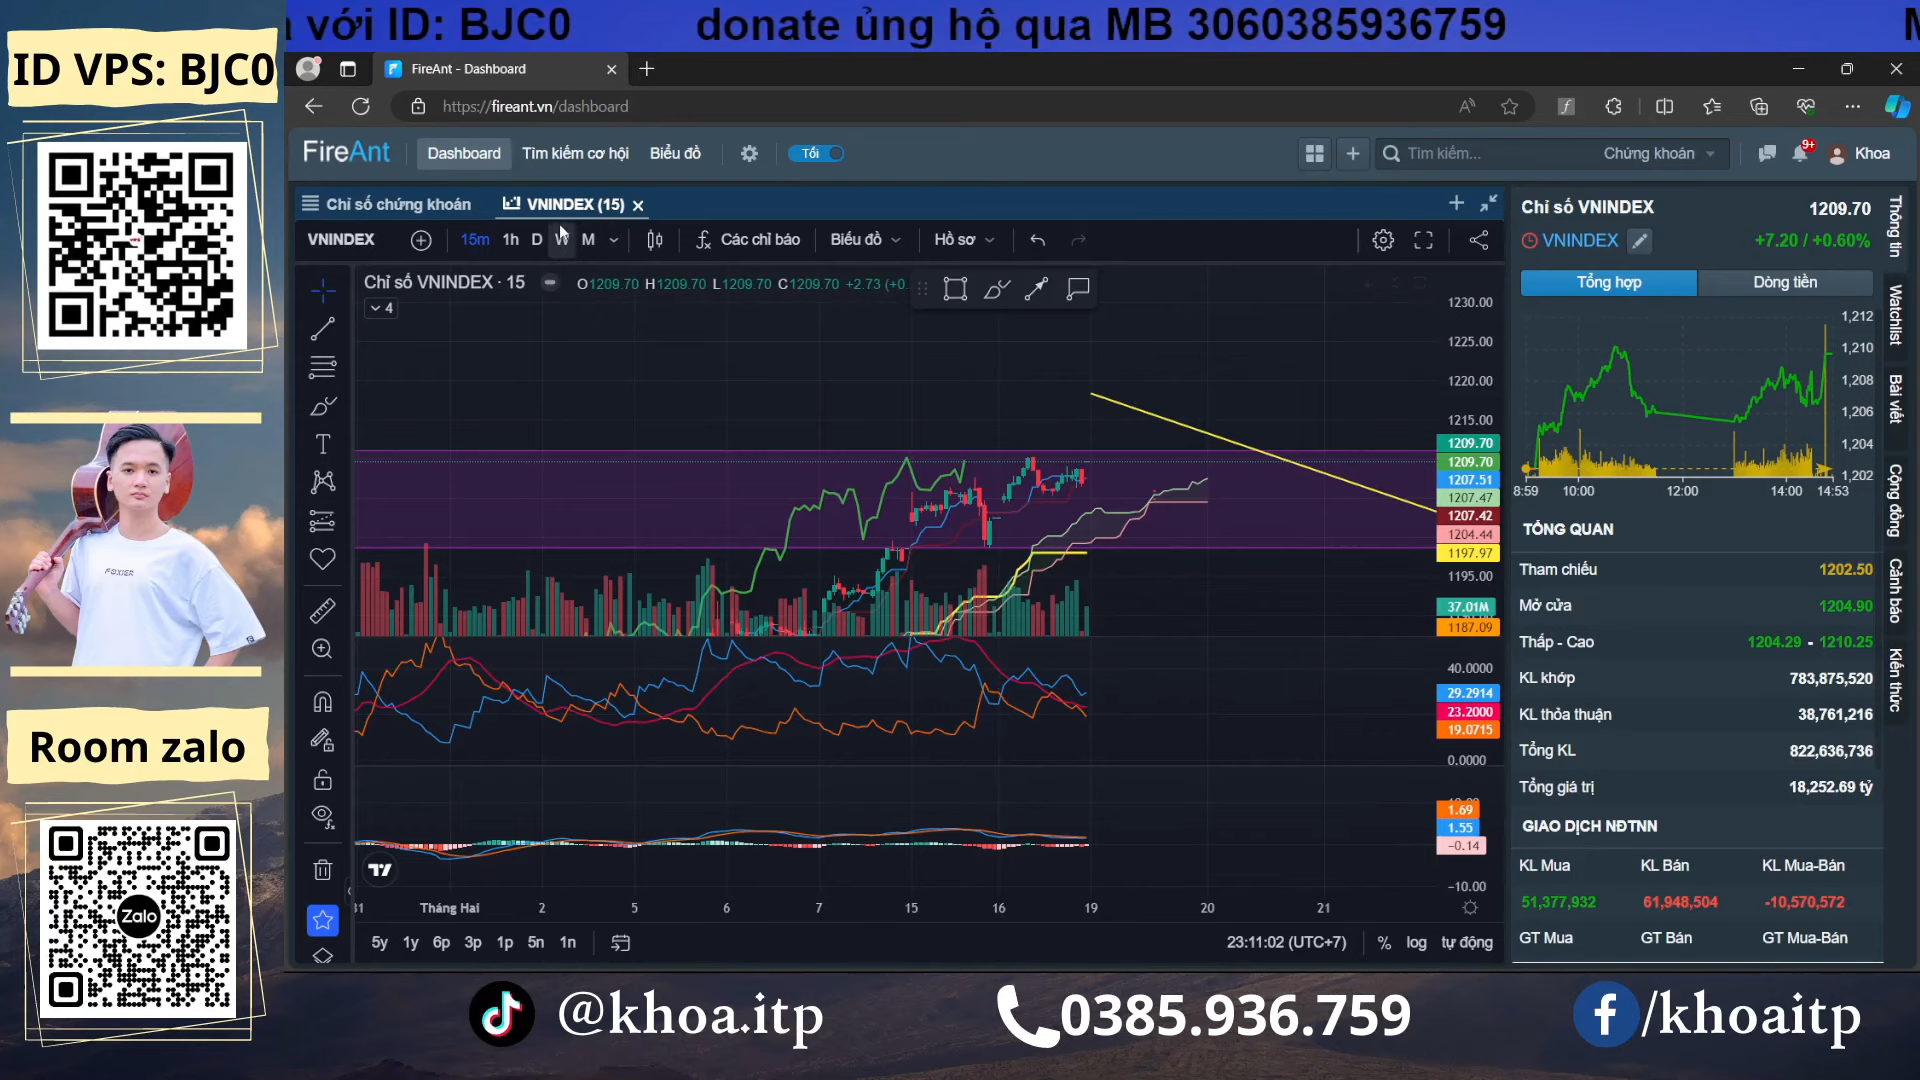 với ID: BJC0
donate ủng hộ qua MB 3060385936759
ID VPS: BJC0
FireAnt - Dashboard
https://fireant.vn/dashboard
FireAnt
Dashboard
Tìm kiếm cơ hội
Biểu đồ
Tối
Tìm kiếm...
Chứng khoán
9+
Khoa
Chỉ số chứng khoán
VNINDEX (15)
VNINDEX
15m
1h
D
W
M
Các chỉ báo
Biểu đồ
Hồ sơ
Chỉ số VNINDEX · 15
O1209.70 H1209.70 L1209.70 C1209.70 +2.73 (+0.
4
1230.00
1225.00
1220.00
1215.00
1209.70
1209.70
1207.51
1207.47
1207.42
1204.44
1197.97
1195.00
37.01M
1187.09
40.0000
29.2914
23.2000
19.0715
0.0000
1.69
1.55
−0.14
−10.00
31
Tháng Hai
2
5
6
7
15
16
19
20
21
5y
1y
6p
3p
1p
5n
1n
23:11:02 (UTC+7)
%
log
tự động
Chỉ số VNINDEX
1209.70
VNINDEX
+7.20 / +0.60%
Tổng hợp
Dòng tiền
1,212
1,210
1,208
1,206
1,204
1,202
8:59
10:00
12:00
14:00
14:53
TỔNG QUAN
Tham chiếu 1202.50
Mở cửa 1204.90
Thấp - Cao 1204.29 - 1210.25
KL khớp 783,875,520
KL thỏa thuận 38,761,216
Tổng KL 822,636,736
Tổng giá trị 18,252.69 tỷ
GIAO DỊCH NĐTNN
KL Mua KL Bán KL Mua-Bán
51,377,932 61,948,504 -10,570,572
GT Mua GT Bán GT Mua-Bán
Thông tin
Watchlist
Bài viết
Cộng đồng
Cảnh báo
Kiến thức
FOXIER
Room zalo
Zalo
@khoa.itp
0385.936.759
/khoaitp